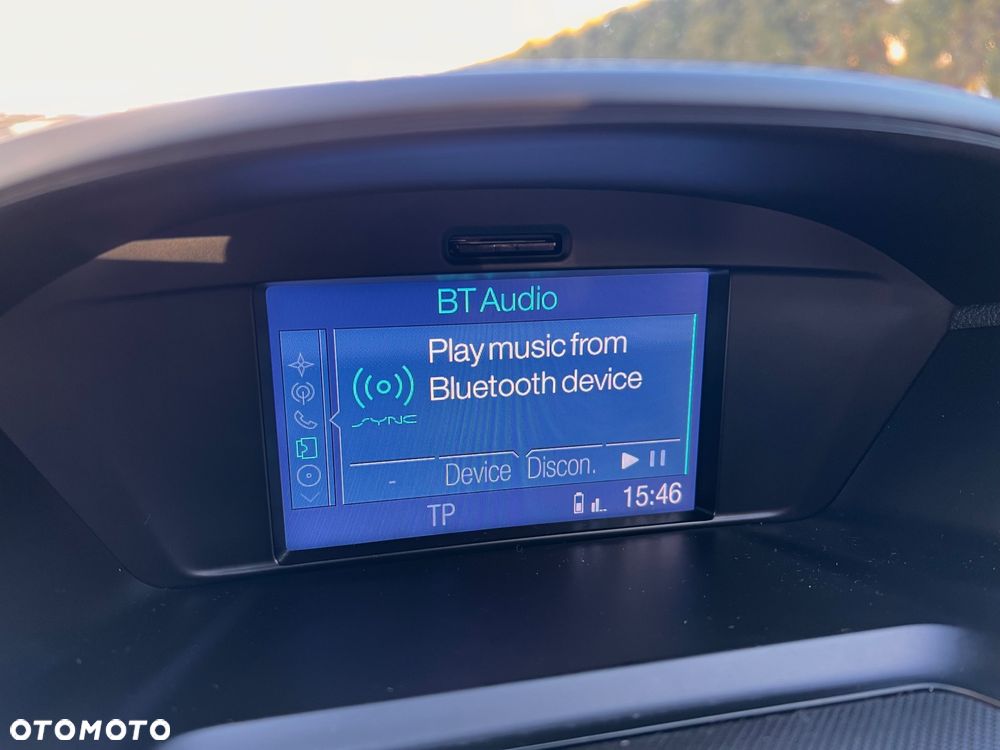 BT Audio
Play music from
Bluetooth device
SYNC
- Device Discon.
TP 15:46
OTOMOTO